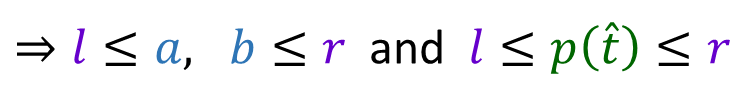 ⇒ l ≤ a, b ≤ r and l ≤ p(t̂) ≤ r